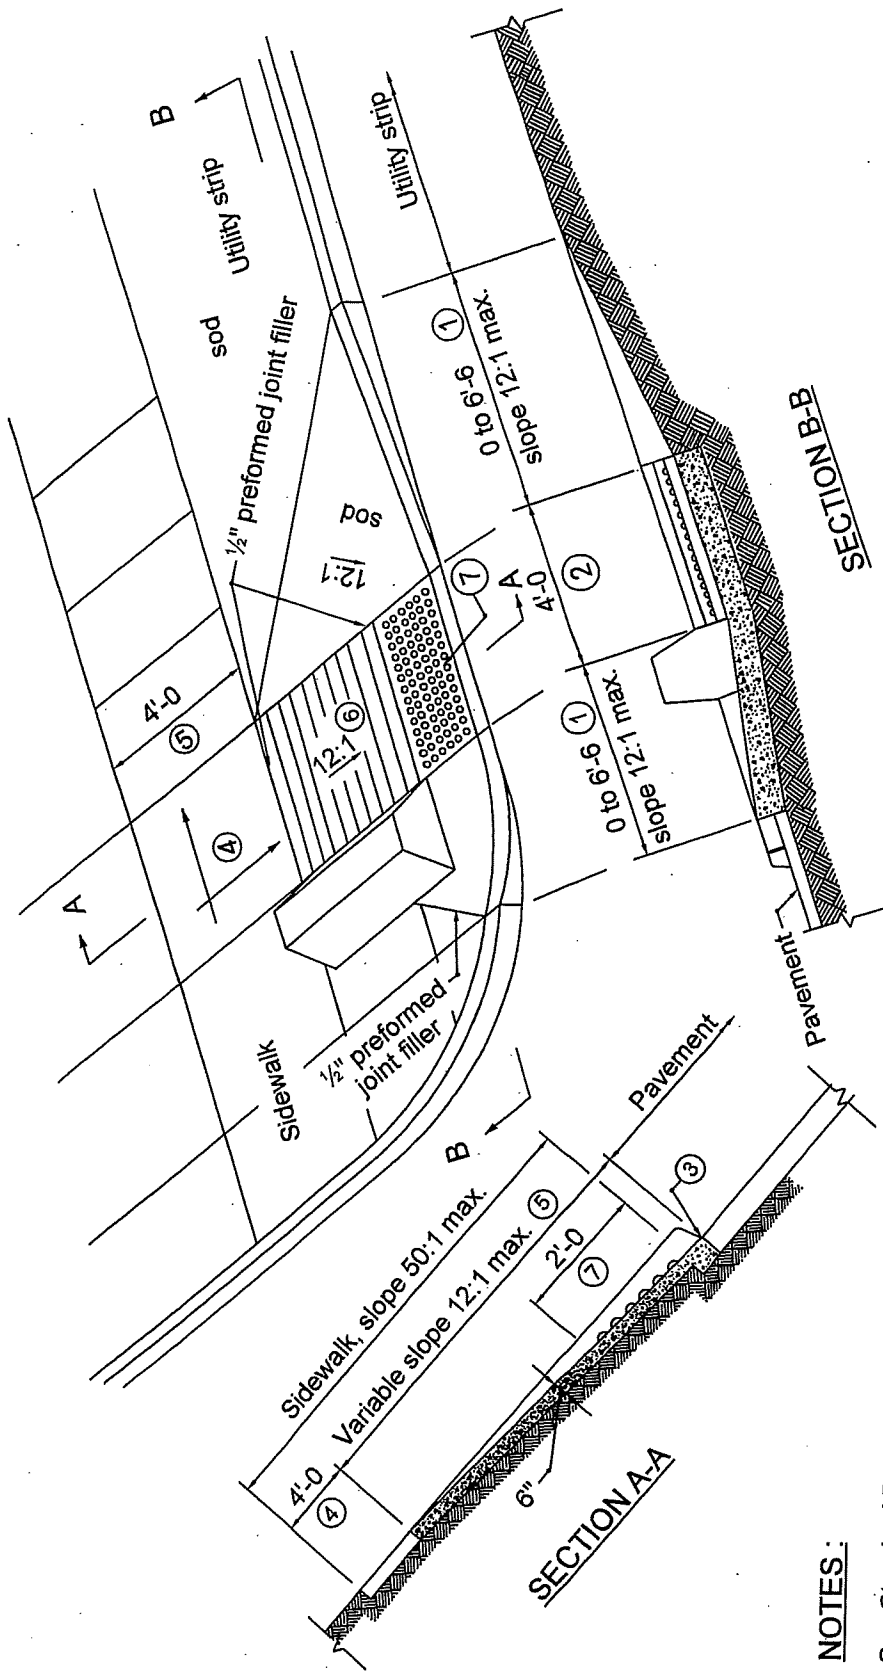 B
Utility strip
sod
½" preformed joint filler
4'-0
5
4
A
Sidewalk
½" preformed
joint filler
12:1
6
sod
12:1
7
A
B
Utility strip
0 to 6'-6 1
slope 12:1 max.
4'-0
2
0 to 6'-6 1
slope 12:1 max.
Pavement
SECTION B-B
Sidewalk, slope 50:1 max.
4'-0
4
Variable slope 12:1 max. 5
2'-0
7
Pavement
3
6"
SECTION A-A
NOTES: